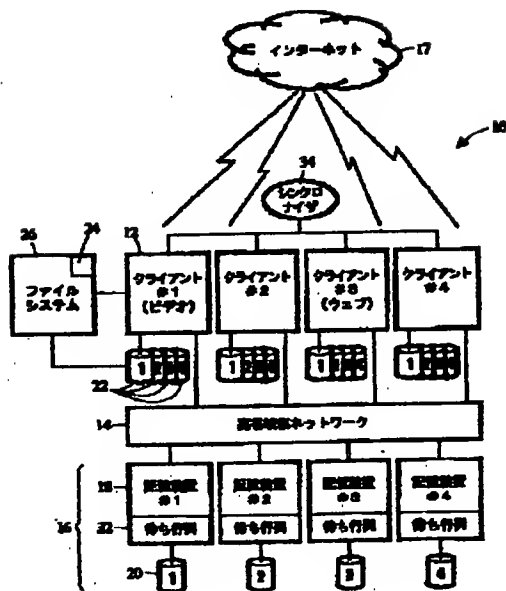 インターネット
17
10
34
シンクロ
ナイザ
26
24
12
ファイル
システム
クライアント
#1
(ビデオ)
クライアント
#2
クライアント
#3
(ウェブ)
クライアント
#4
1
1
1
1
22
14
ネットワーク
18
記憶装置
#1
記憶装置
#2
記憶装置
#3
記憶装置
#4
16
待ち行列
待ち行列
待ち行列
待ち行列
20
1
2
3
4